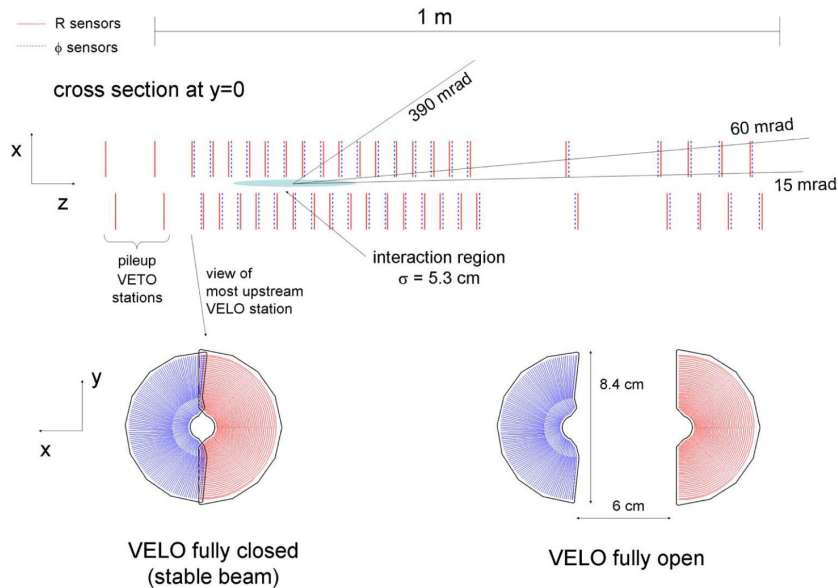 R sensors
1 m
ϕ sensors
cross section at y=0
390 mrad
60 mrad
x
15 mrad
z
interaction region
σ = 5.3 cm
pileup
VETO
stations
view of
most upstream
VELO station
y
x
8.4 cm
6 cm
VELO fully closed
(stable beam)
VELO fully open